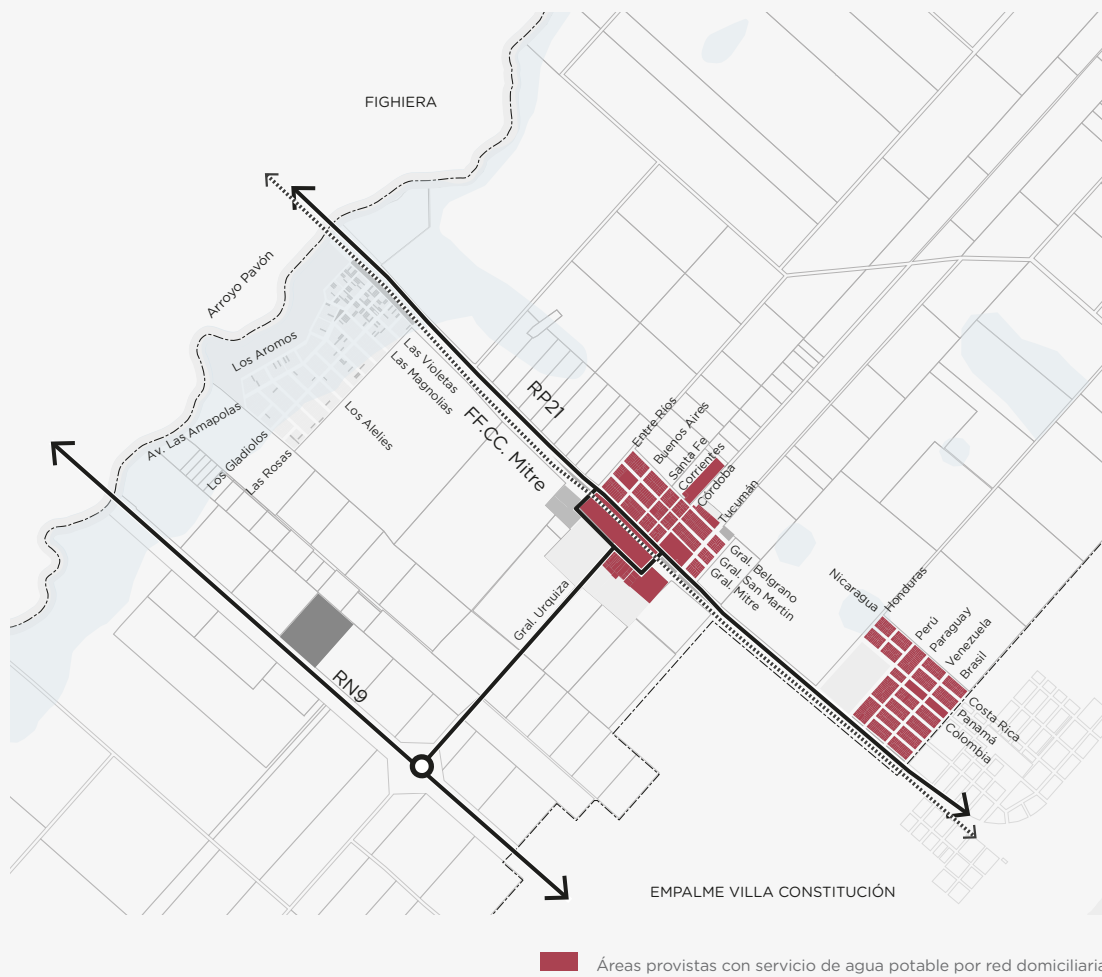 FIGHIERA
Arroyo Pavón
Los Aromos
Las Violetas
Las Magnolias
RP21
FF.CC. Mitre
Av. Las Amapolas
Los Gladiolos
Las Rosas
Los Alelies
Entre Ríos
Buenos Aires
Santa Fe
Corrientes
Córdoba
Tucumán
Gral. Belgrano
Gral. San Martin
Gral. Mitre
Gral. Urquiza
Nicaragua
Honduras
Perú
Paraguay
Venezuela
Brasil
Costa Rica
Panamá
Colombia
RN9
EMPALME VILLA CONSTITUCIÓN
Áreas provistas con servicio de agua potable por red domiciliaria